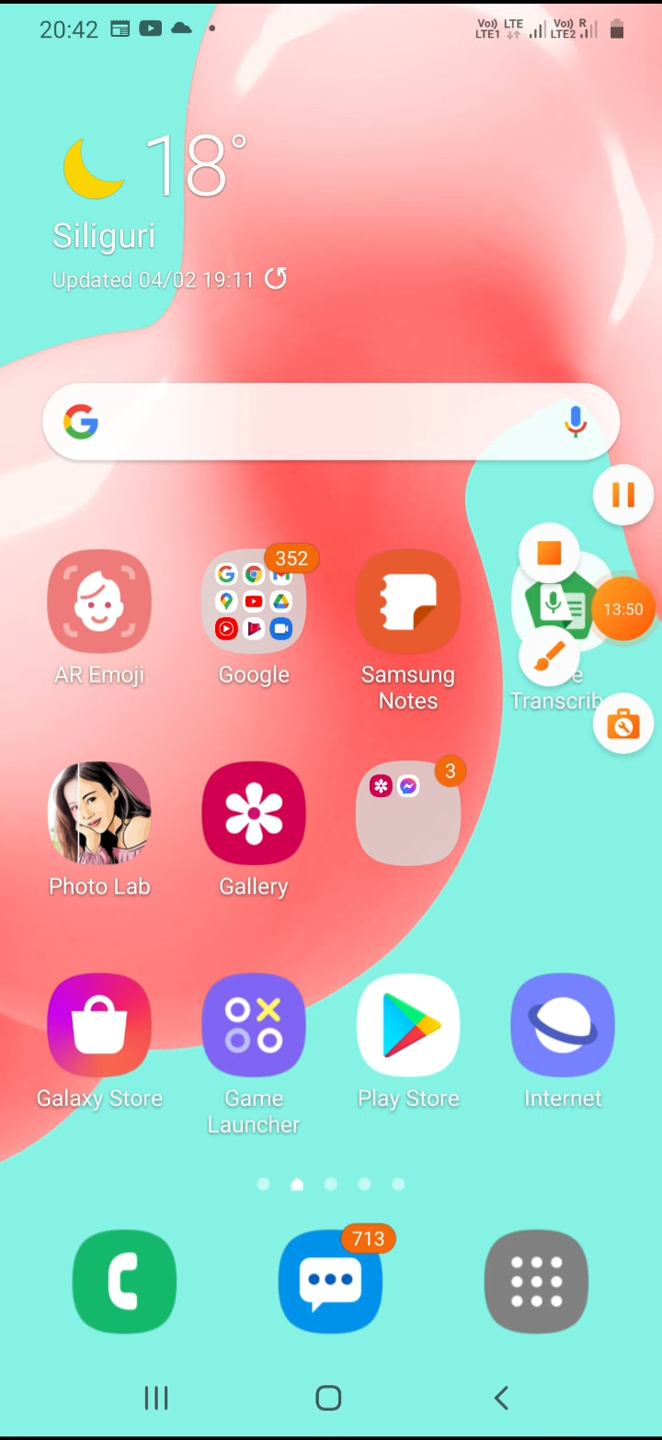 20:42
Vo) LTE LTE1
Vo) R LTE2
18°
Siliguri
Updated 04/02 19:11
352
13:50
AR Emoji
Google
Samsung
Notes
Transcrib
3
Photo Lab
Gallery
Galaxy Store
Game
Launcher
Play Store
Internet
713